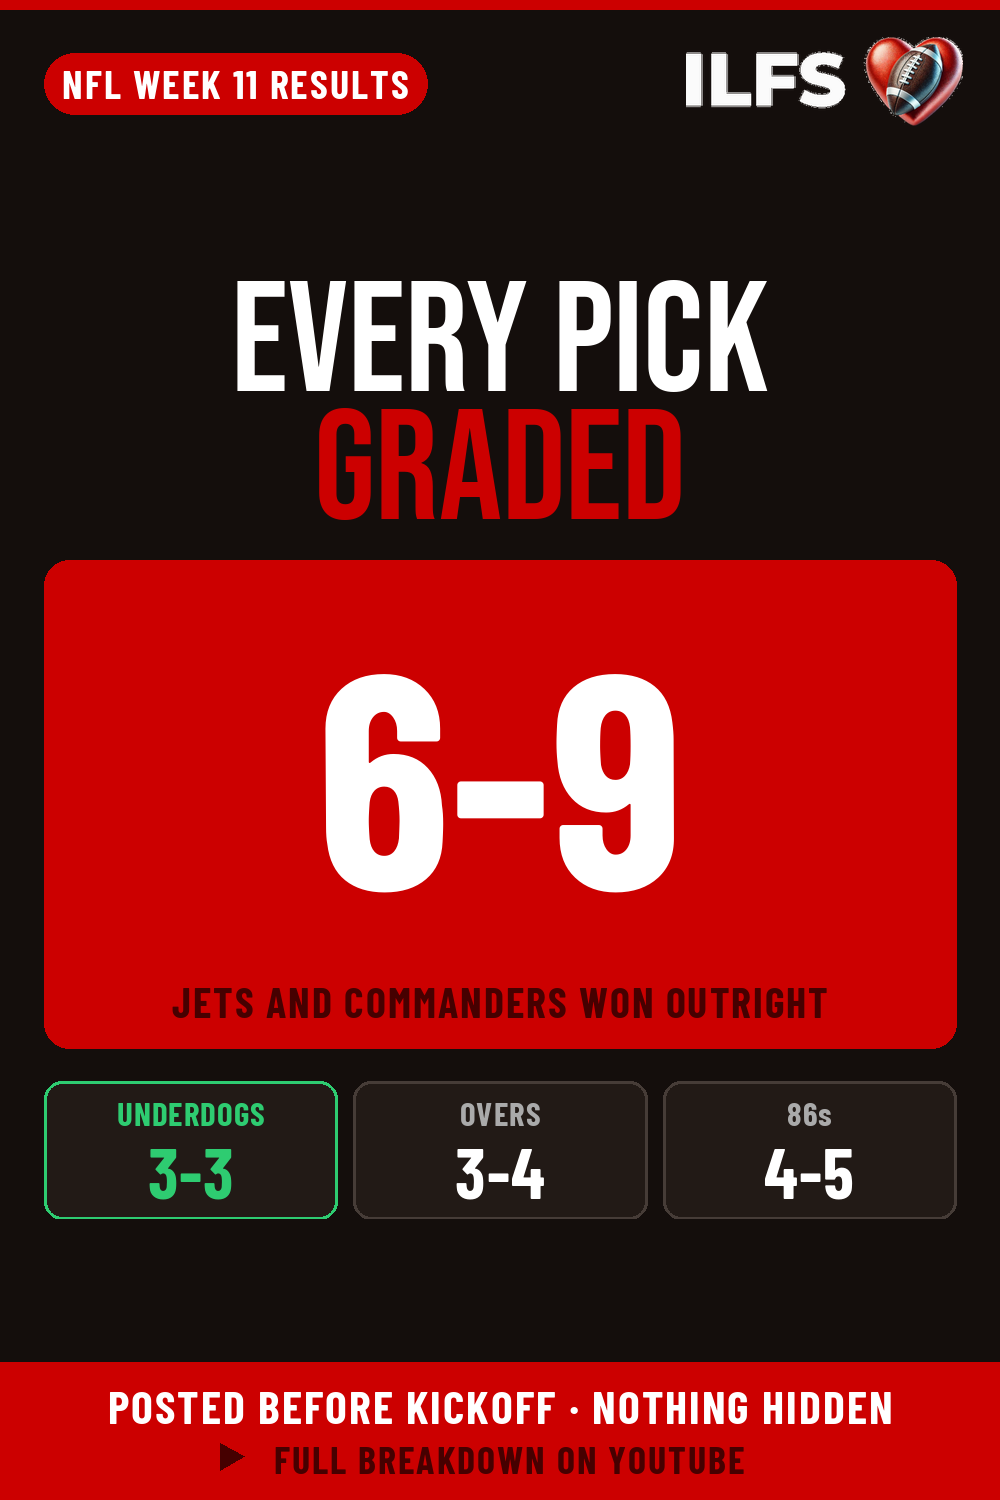 NFL WEEK 11 RESULTS
ILFS
EVERY PICK
GRADED
6–9
JETS AND COMMANDERS WON OUTRIGHT
UNDERDOGS
3-3
OVERS
3-4
86s
4-5
POSTED BEFORE KICKOFF · NOTHING HIDDEN
FULL BREAKDOWN ON YOUTUBE